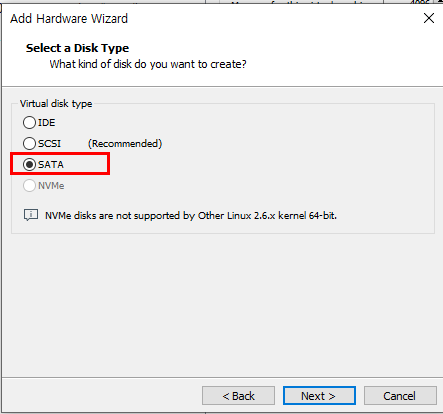 Add Hardware Wizard
Select a Disk Type
What kind of disk do you want to create?
Virtual disk type
IDE
SCSI (Recommended)
SATA
NVMe
NVMe disks are not supported by Other Linux 2.6.x kernel 64-bit.
< Back Next > Cancel